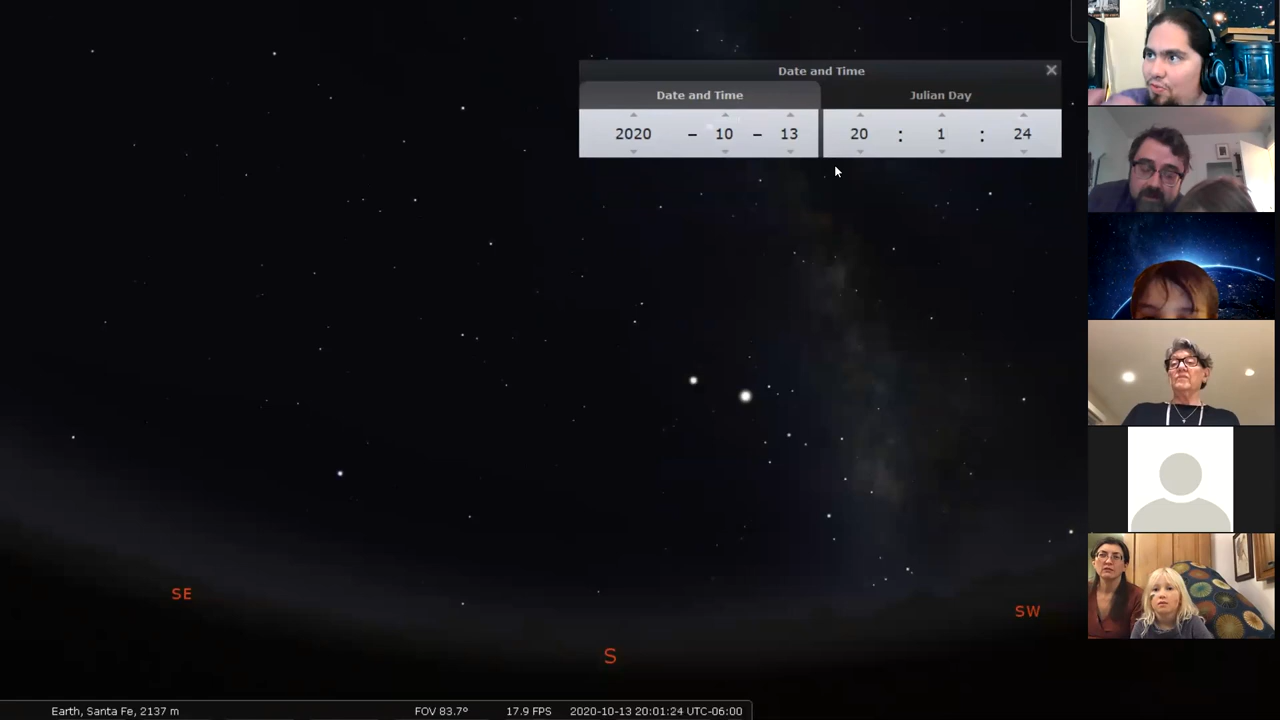 Date and Time
Date and Time
Julian Day
2020 – 10 – 13
20 : 1 : 24
SE
SW
S
Earth, Santa Fe, 2137 m
FOV 83.7°
17.9 FPS
2020-10-13 20:01:24 UTC-06:00